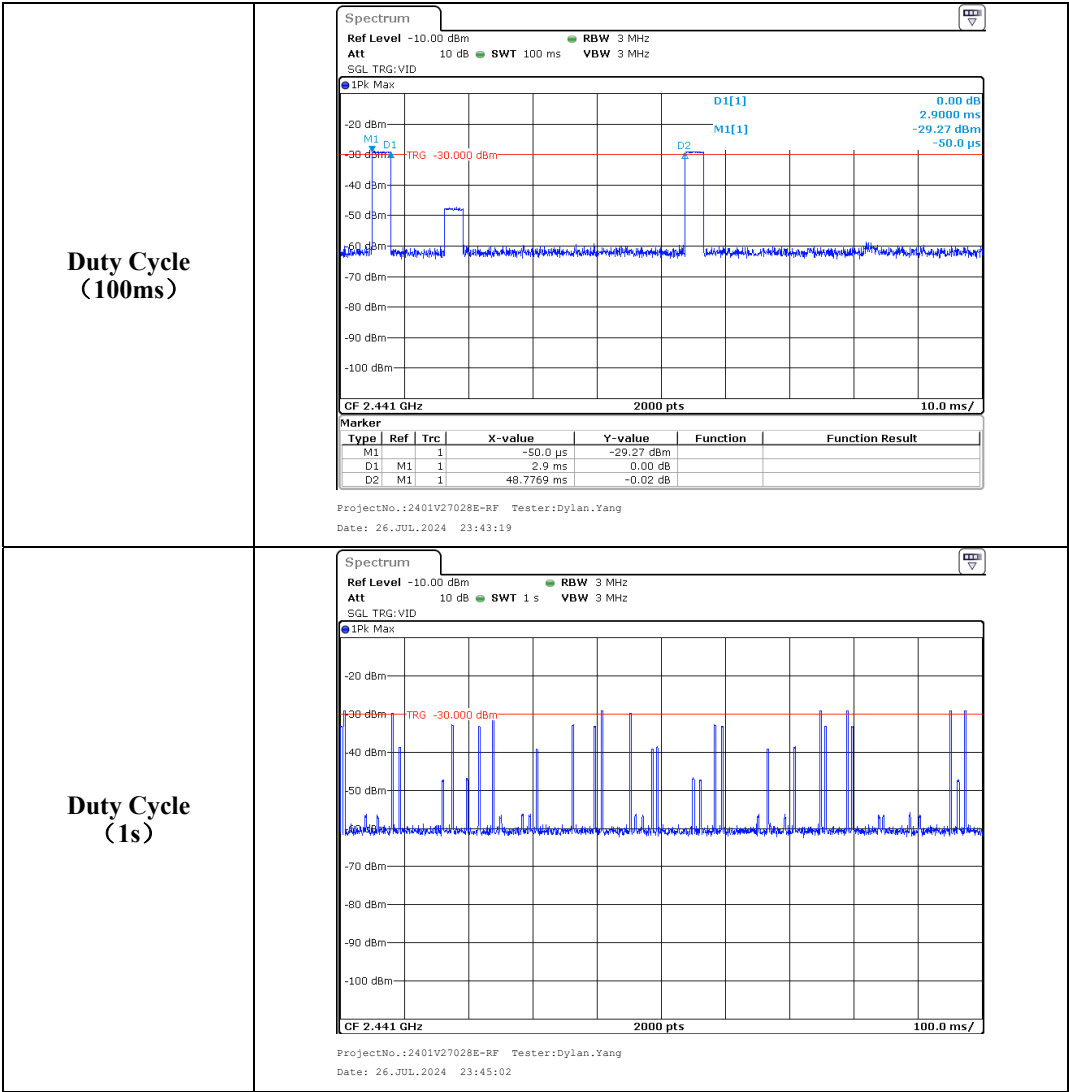 Duty Cycle
（100ms）
Spectrum
Ref Level -10.00 dBm RBW 3 MHz
Att 10 dB SWT 100 ms VBW 3 MHz
SGL TRG:VID
1Pk Max
D1[1] 0.00 dB
2.9000 ms
M1[1] -29.27 dBm
-50.0 µs
-20 dBm
M1 D1 D2
-30 dBm TRG -30.000 dBm
-40 dBm
-50 dBm
-60 dBm
-70 dBm
-80 dBm
-90 dBm
-100 dBm
CF 2.441 GHz 2000 pts 10.0 ms/
Marker
Type Ref Trc X-value Y-value Function Function Result
M1 1 -50.0 µs -29.27 dBm
D1 M1 1 2.9 ms 0.00 dB
D2 M1 1 48.7769 ms -0.02 dB
ProjectNo.:2401V27028E-RF Tester:Dylan.Yang
Date: 26.JUL.2024 23:43:19
Duty Cycle
（1s）
Spectrum
Ref Level -10.00 dBm RBW 3 MHz
Att 10 dB SWT 1 s VBW 3 MHz
SGL TRG:VID
1Pk Max
-20 dBm
-30 dBm TRG -30.000 dBm
-40 dBm
-50 dBm
-60 dBm
-70 dBm
-80 dBm
-90 dBm
-100 dBm
CF 2.441 GHz 2000 pts 100.0 ms/
ProjectNo.:2401V27028E-RF Tester:Dylan.Yang
Date: 26.JUL.2024 23:45:02